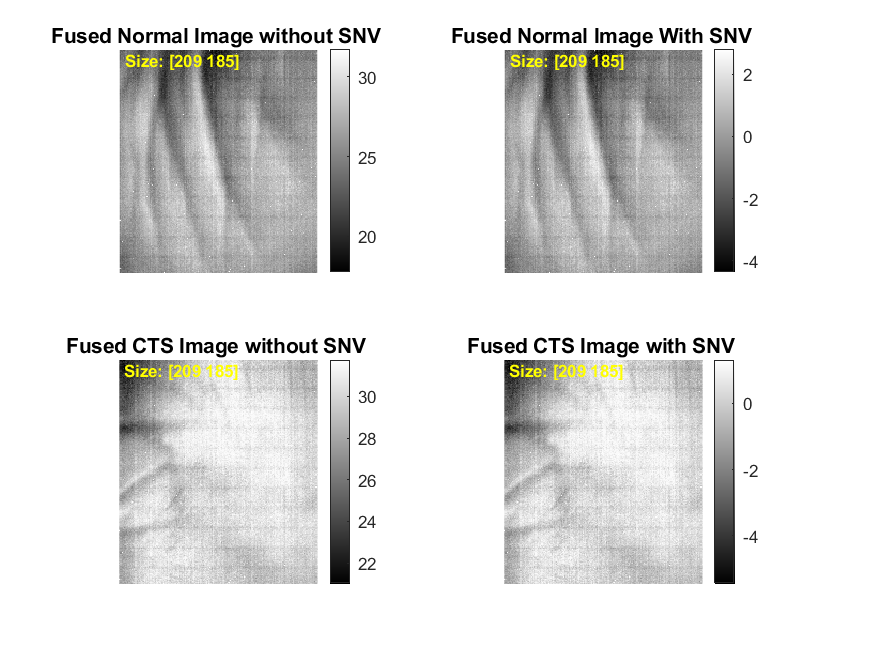 Fused Normal Image without SNV
Size: [209 185]
30
25
20
Fused Normal Image With SNV
Size: [209 185]
2
0
-2
-4
Fused CTS Image without SNV
Size: [209 185]
30
28
26
24
22
Fused CTS Image with SNV
Size: [209 185]
0
-2
-4